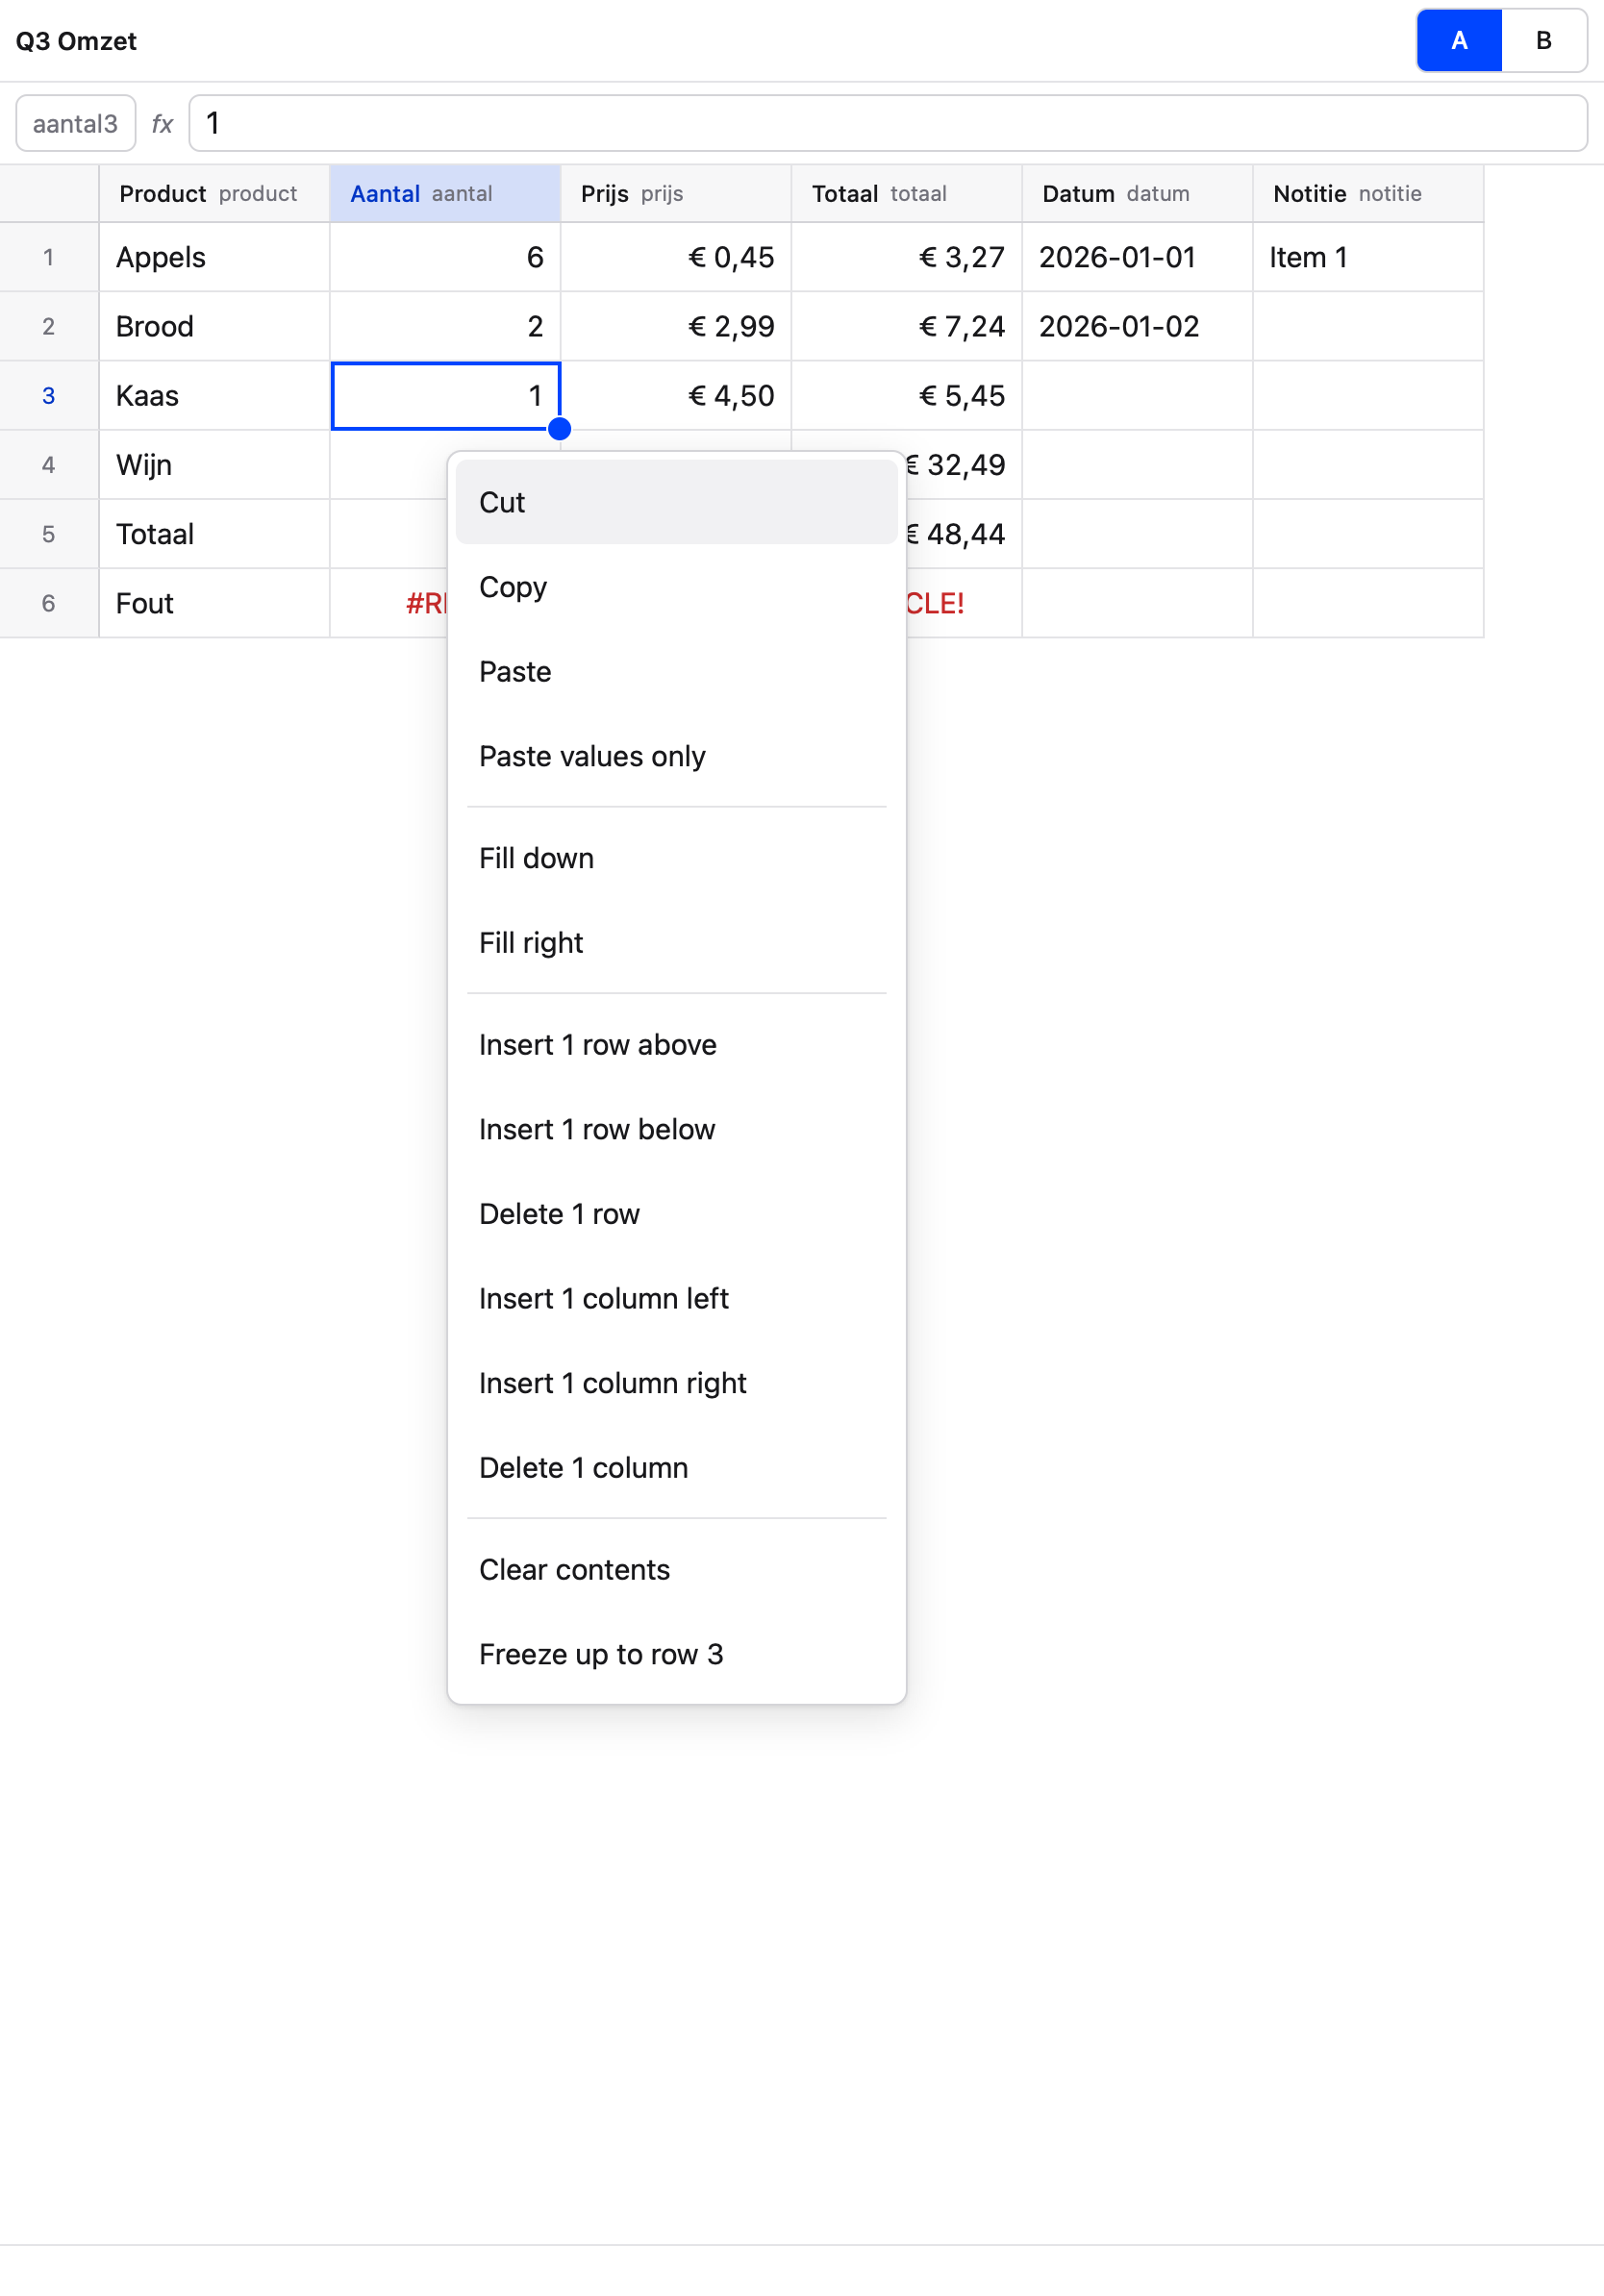 Q3 Omzet A B
aantal3 fx 1
Product product Aantal aantal Prijs prijs Totaal totaal Datum datum Notitie notitie
1 Appels 6 € 0,45 € 3,27 2026-01-01 Item 1
2 Brood 2 € 2,99 € 7,24 2026-01-02
3 Kaas 1 € 4,50 € 5,45
4 Wijn € 32,49
5 Totaal € 48,44
6 Fout
Cut
Copy
Paste
Paste values only
Fill down
Fill right
Insert 1 row above
Insert 1 row below
Delete 1 row
Insert 1 column left
Insert 1 column right
Delete 1 column
Clear contents
Freeze up to row 3